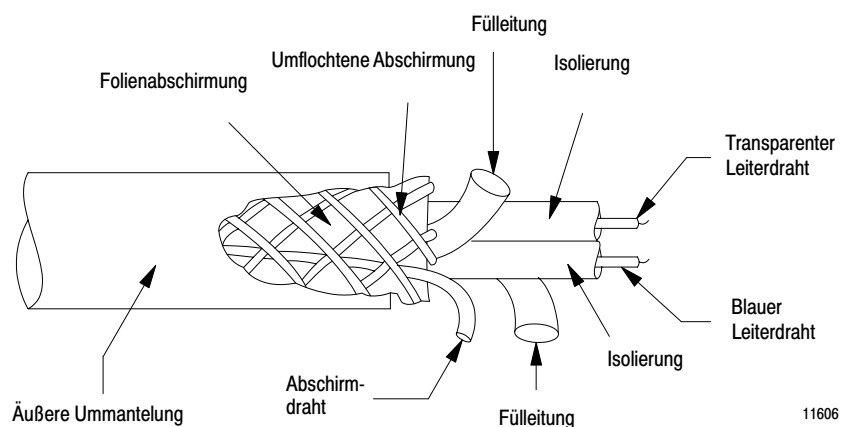 Fülleitung
Umflochtene Abschirmung
Isolierung
Folienabschirmung
Transparenter
Leiterdraht
Blauer
Leiterdraht
Isolierung
Abschirm-
draht
Äußere Ummantelung
Fülleitung
11606